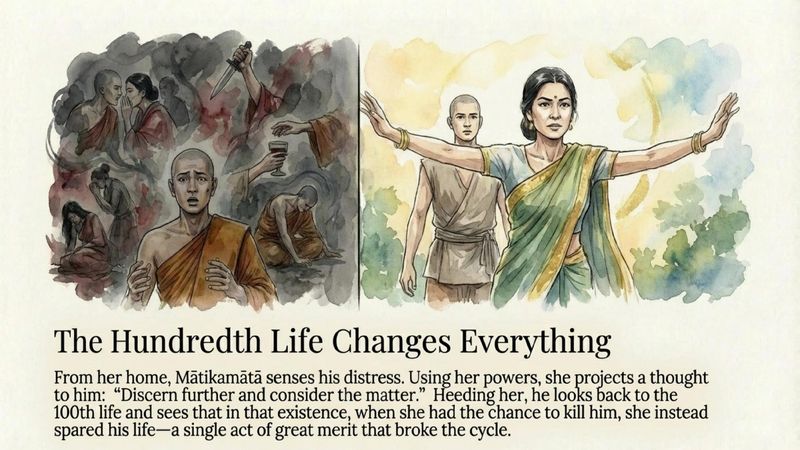 The Hundredth Life Changes Everything
From her home, Mātikamātā senses his distress. Using her powers, she projects a thought
to him: “Discern further and consider the matter.” Heeding her, he looks back to the
100th life and sees that in that existence, when she had the chance to kill him, she instead
spared his life—a single act of great merit that broke the cycle.